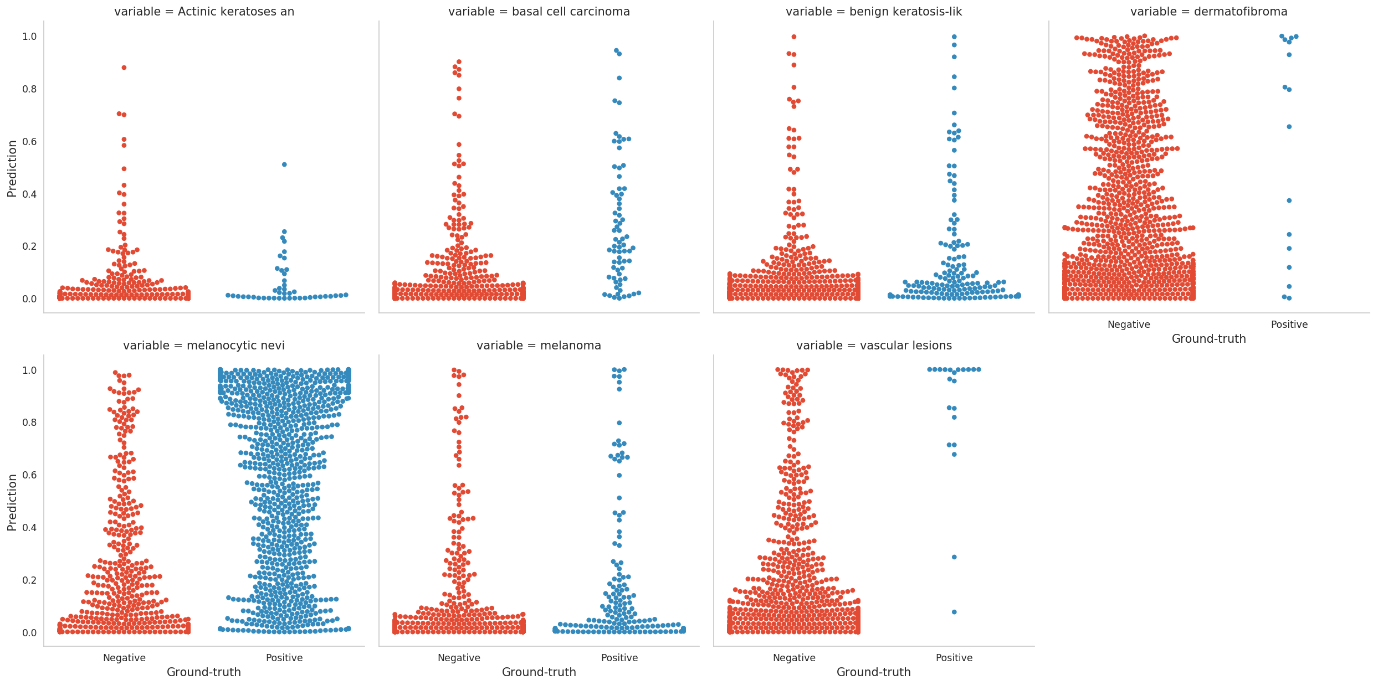 variable = Actinic keratoses an
variable = basal cell carcinoma
variable = benign keratosis-lik
variable = dermatofibroma
1.0
0.8
0.6
0.4
0.2
0.0
Prediction
Negative
Positive
Ground-truth
variable = melanocytic nevi
variable = melanoma
variable = vascular lesions
1.0
0.8
0.6
0.4
0.2
0.0
Prediction
Negative
Positive
Negative
Positive
Negative
Positive
Ground-truth
Ground-truth
Ground-truth